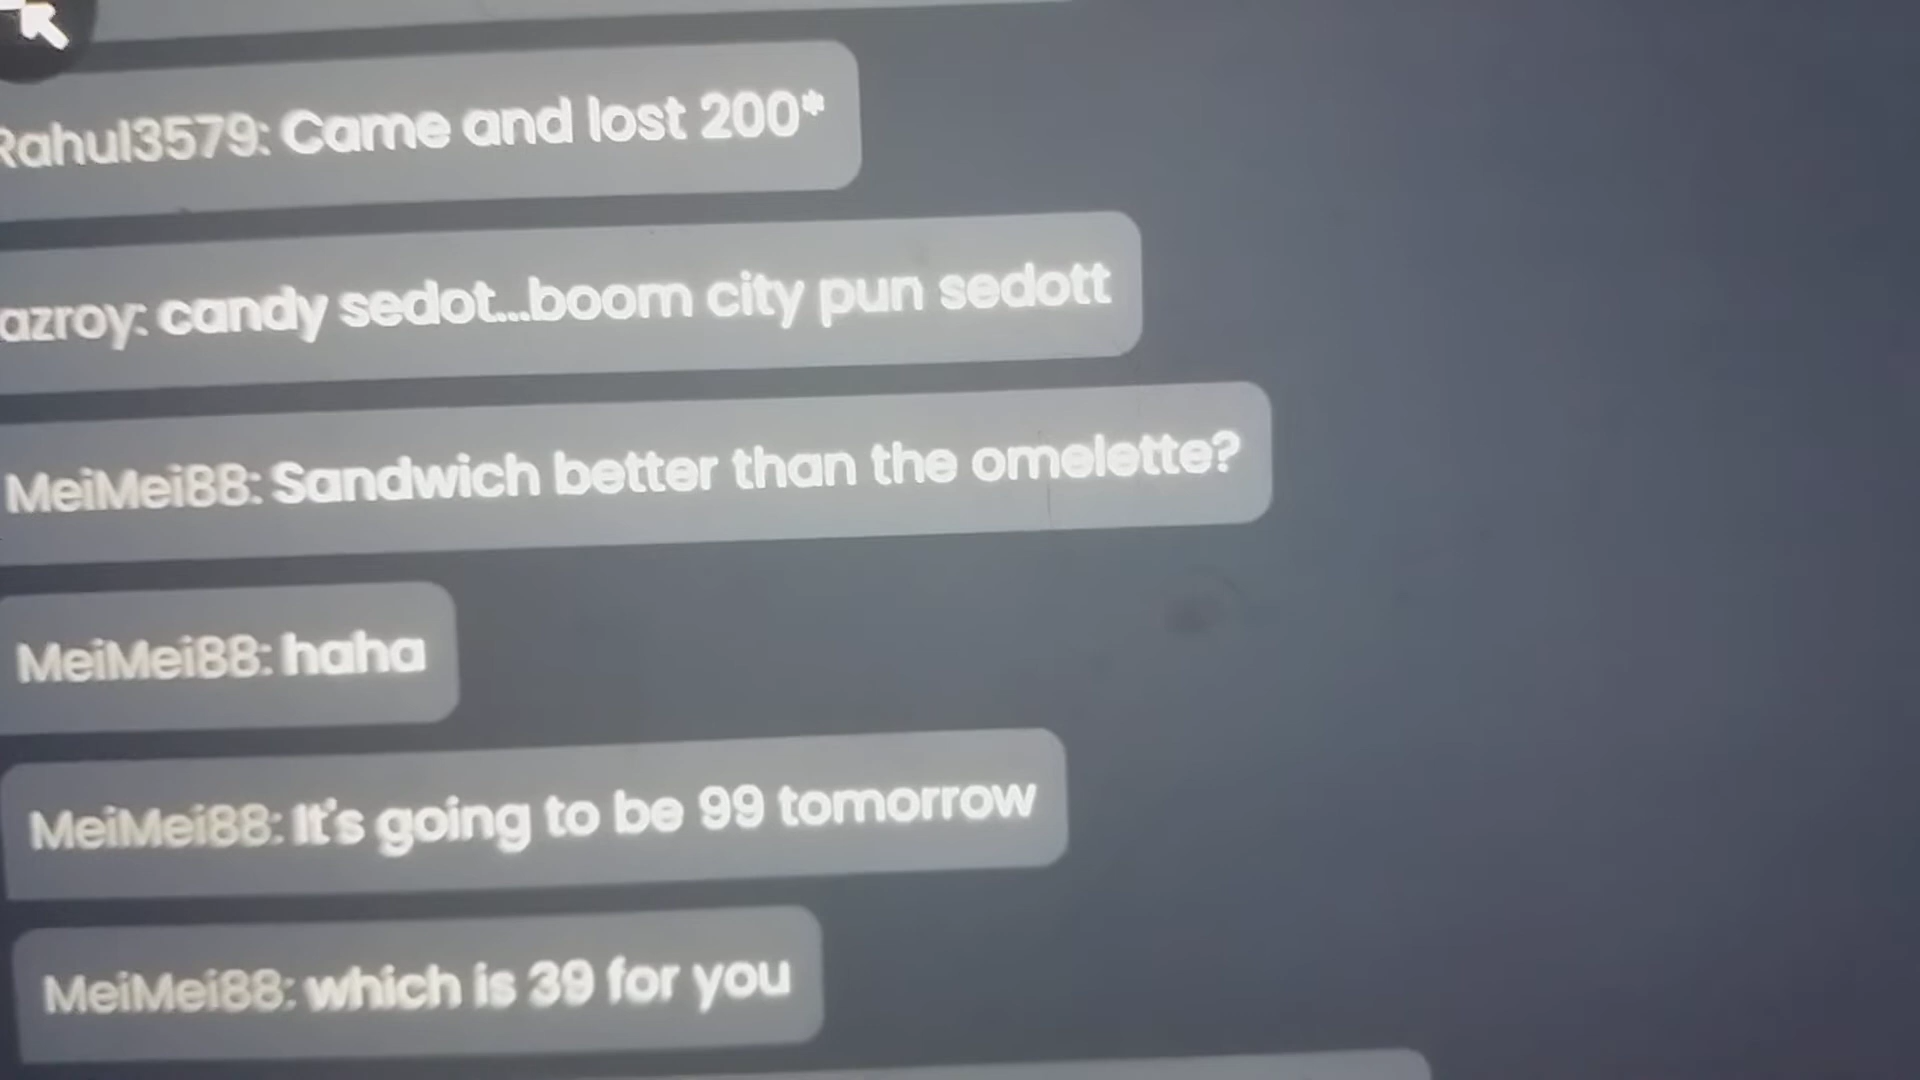 Rahul3579: Came and lost 200*
azroy: candy sedot...boom city pun sedott
MeiMei88: Sandwich better than the omelette?
MeiMei88: haha
MeiMei88: It's going to be 99 tomorrow
MeiMei88: which is 39 for you